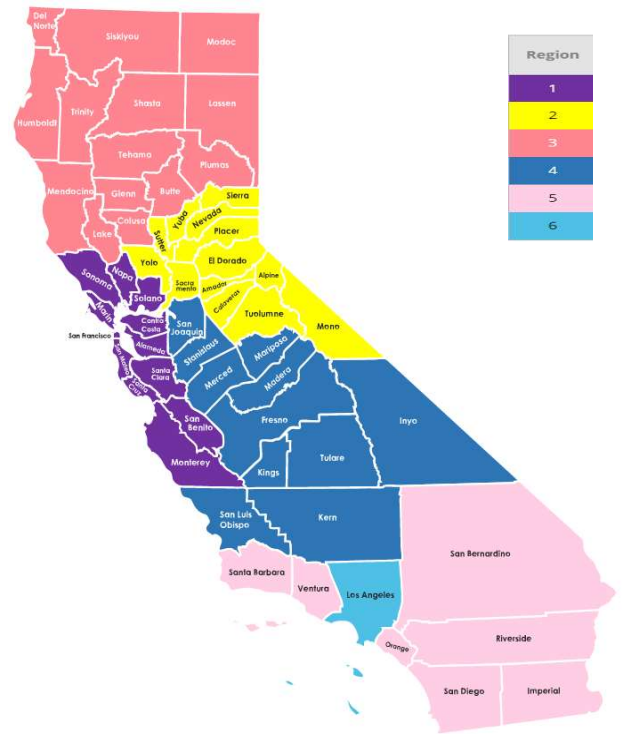 Del
Norte
Siskiyou
Modoc
Region
1
2
3
4
5
6
Humboldt
Trinity
Shasta
Lassen
Tehama
Plumas
Mendocino
Glenn
Butte
Colusa
Lake
Sierra
Yuba
Nevada
Sutter
Placer
Yolo
El Dorado
Sacra
mento
Alpine
Amador
Calaveras
Sonoma
Napa
Solano
Marin
Contra
Costa
San
Joaquin
Tuolumne
Mono
San Francisco
Alameda
Stanislaus
Mariposa
San Mateo
Santa
Clara
Santa
Cruz
Merced
Madera
San
Benito
Fresno
Inyo
Monterey
Kings
Tulare
San Luis
Obispo
Kern
San Bernardino
Santa Barbara
Ventura
Los Angeles
Orange
Riverside
San Diego
Imperial